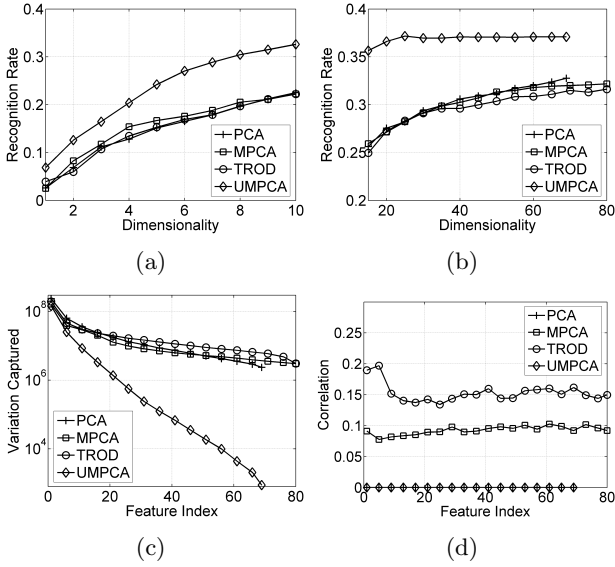 0.4
0.3
0.2
0.1
0
Recognition Rate
2
4
6
8
10
Dimensionality
PCA
MPCA
TROD
UMPCA
(a)
0.4
0.35
0.3
0.25
0.2
Recognition Rate
20
40
60
80
Dimensionality
PCA
MPCA
TROD
UMPCA
(b)
10^8
10^6
10^4
Variation Captured
0
20
40
60
80
Feature Index
PCA
MPCA
TROD
UMPCA
(c)
0.25
0.2
0.15
0.1
0.05
0
Correlation
0
20
40
60
80
Feature Index
PCA
MPCA
TROD
UMPCA
(d)